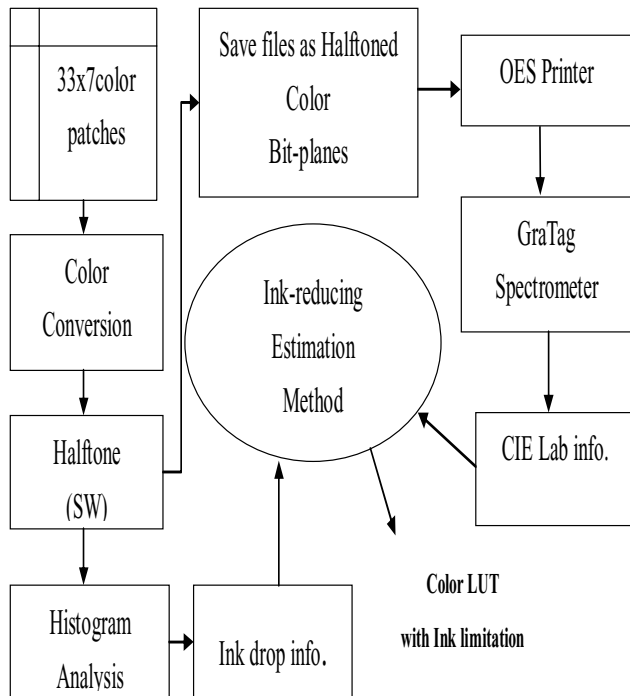 33x7color
patches
Save files as Halftoned
Color
Bit-planes
OES Printer
GraTag
Spectrometer
CIE Lab info.
Color
Conversion
Halftone
(SW)
Histogram
Analysis
Ink drop info.
Ink-reducing
Estimation
Method
Color LUT
with Ink limitation